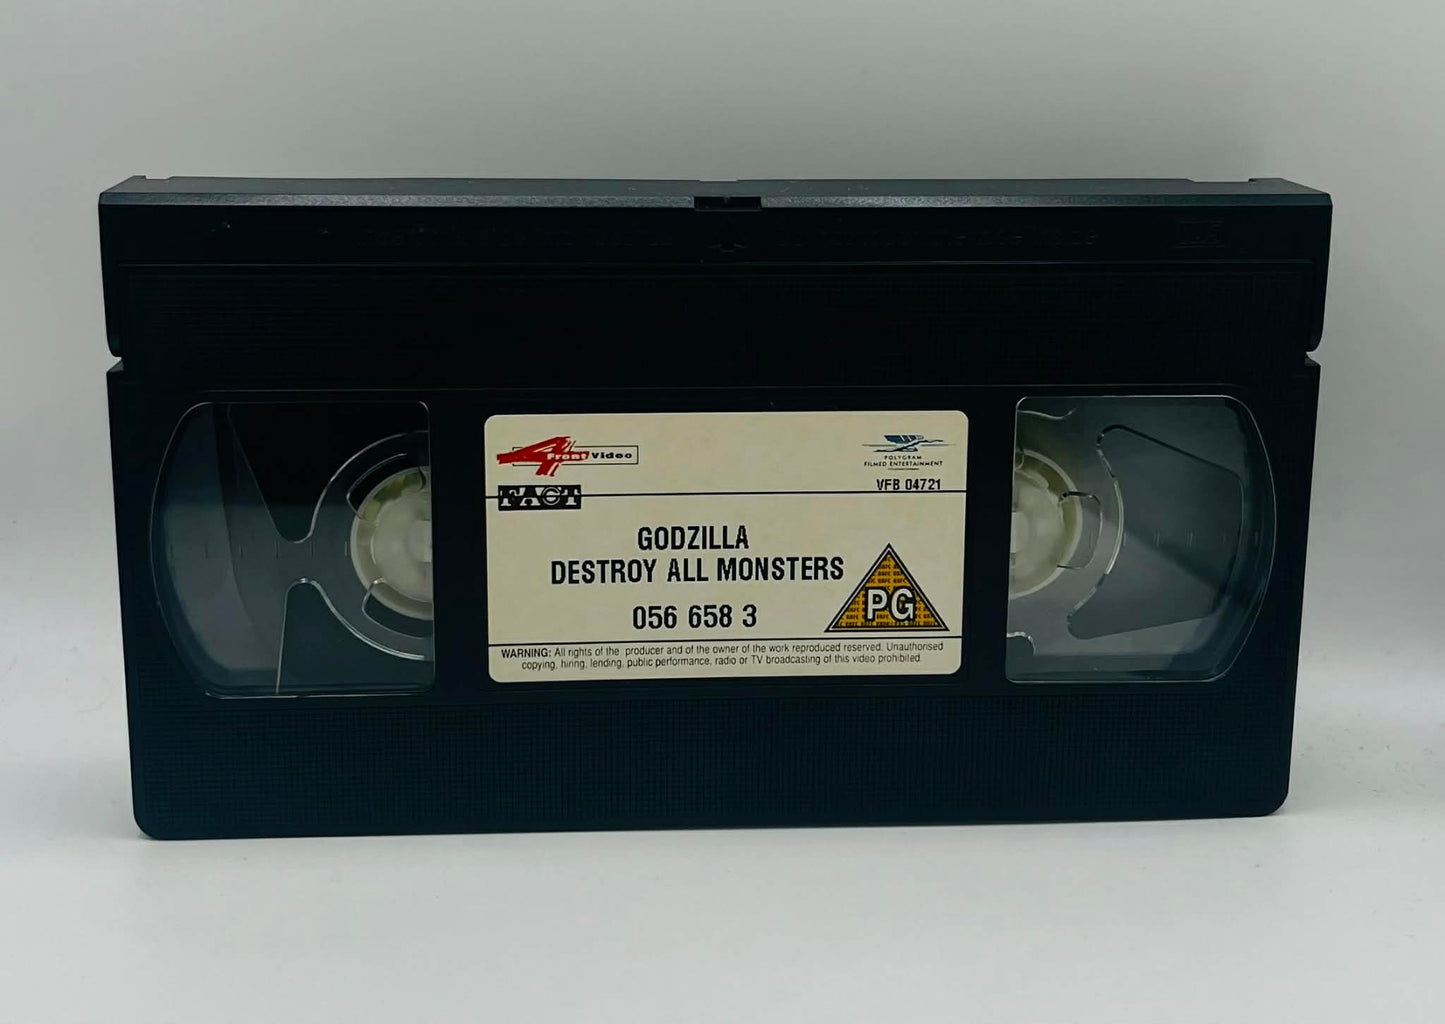 4 Front Video
POLYGRAM
FILMED ENTERTAINMENT
VFB 04721
FACT
GODZILLA
DESTROY ALL MONSTERS
056 658 3
PG
WARNING: All rights of the producer and of the owner of the work reproduced reserved. Unauthorised
copying, hiring, lending, public performance, radio or TV broadcasting of this video prohibited.